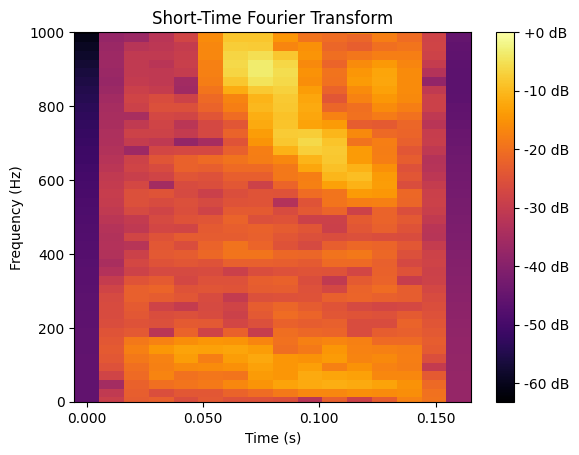 Short-Time Fourier Transform
Frequency (Hz)
1000
800
600
400
200
0
0.000
0.050
0.100
0.150
Time (s)
+0 dB
-10 dB
-20 dB
-30 dB
-40 dB
-50 dB
-60 dB